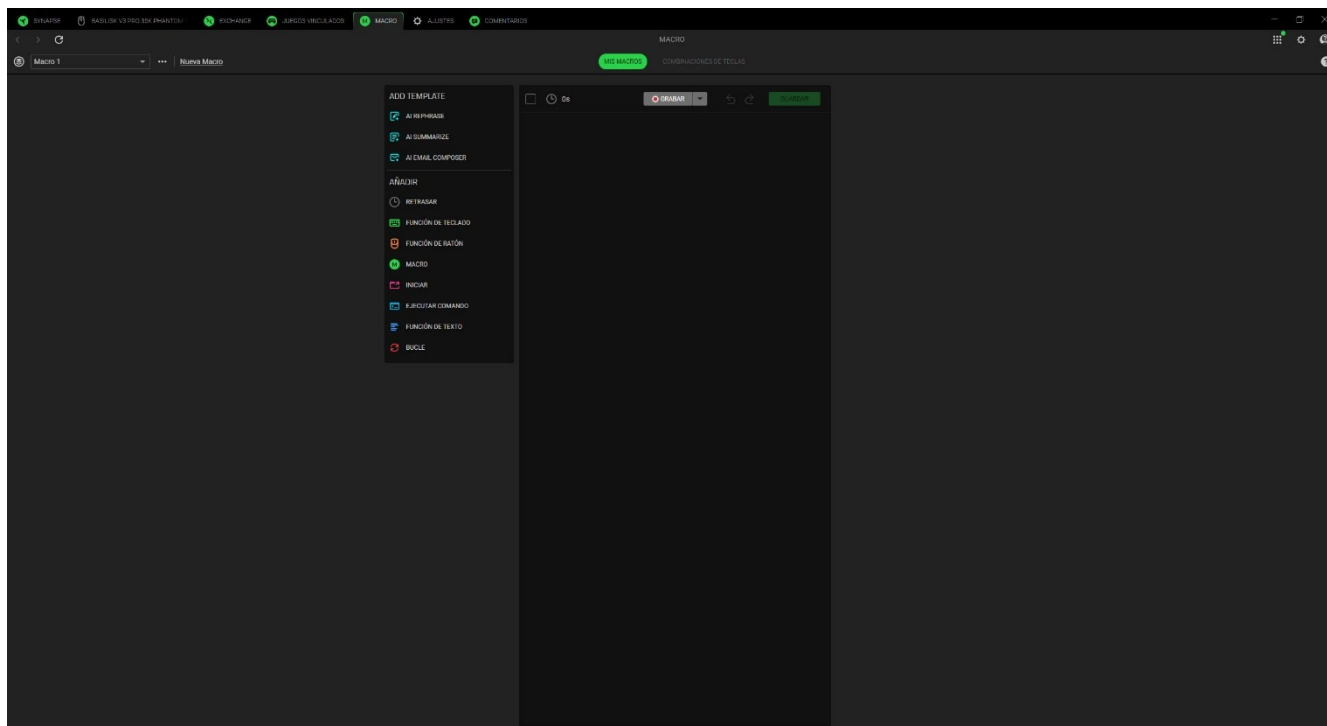 SYNAPSE BASILISK V3 PRO 35K PHANTOM EXCHANGE JUEGOS VINCULADOS MACRO AJUSTES COMENTARIOS
MACRO
Macro 1 Nueva Macro MIS MACROS COMBINACIONES DE TECLAS
ADD TEMPLATE
0s GRABAR GUARDAR
AI REPHRASE
AI SUMMARIZE
AI EMAIL COMPOSER
AÑADIR
RETRASAR
FUNCIÓN DE TECLADO
FUNCIÓN DE RATÓN
M MACRO
INICIAR
EJECUTAR COMANDO
FUNCIÓN DE TEXTO
BUCLE